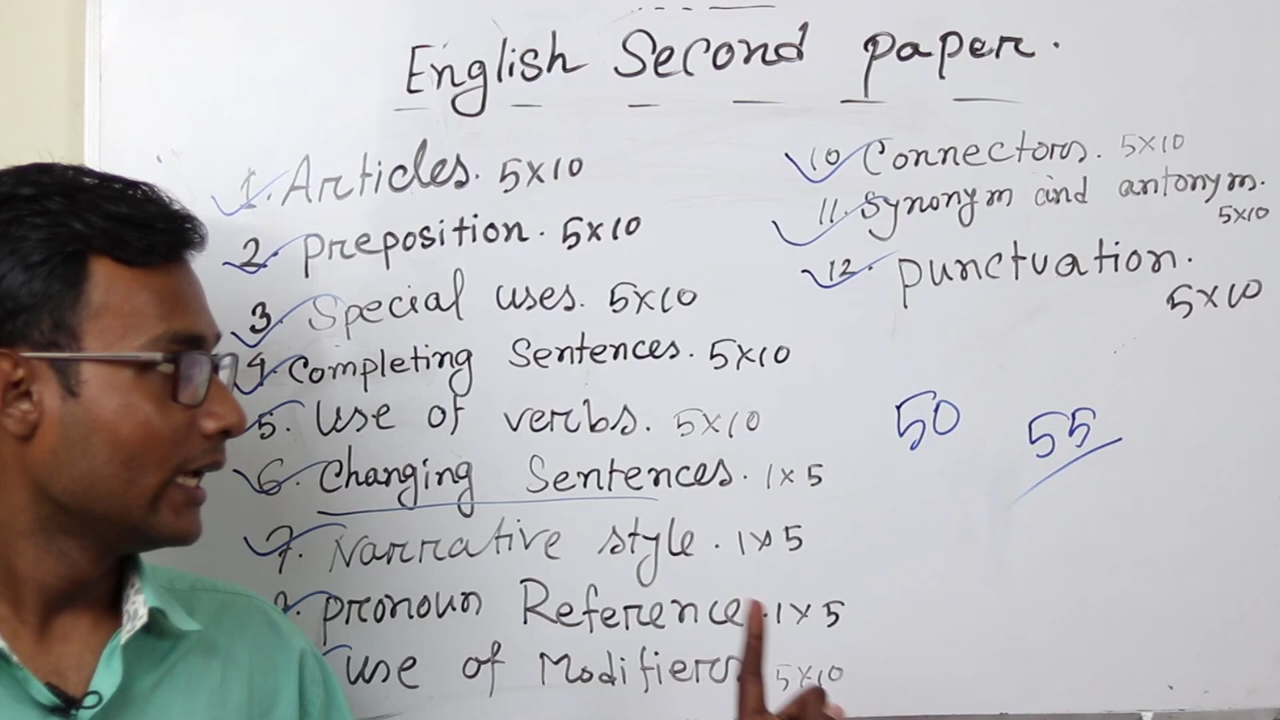 English Second paper.
1. Articles. 5x10
2. preposition. 5x10
3. Special uses. 5x10
4. Completing Sentences. 5x10
5. Use of verbs. 5x10
6. Changing Sentences. 1x5
7. Narrative style. 1x5
pronoun Reference. 1x5
use of Modifiers 5x10
10. Connectors. 5x10
11. Synonym and antonym.
5x10
12. punctuation.
5x10
50 55